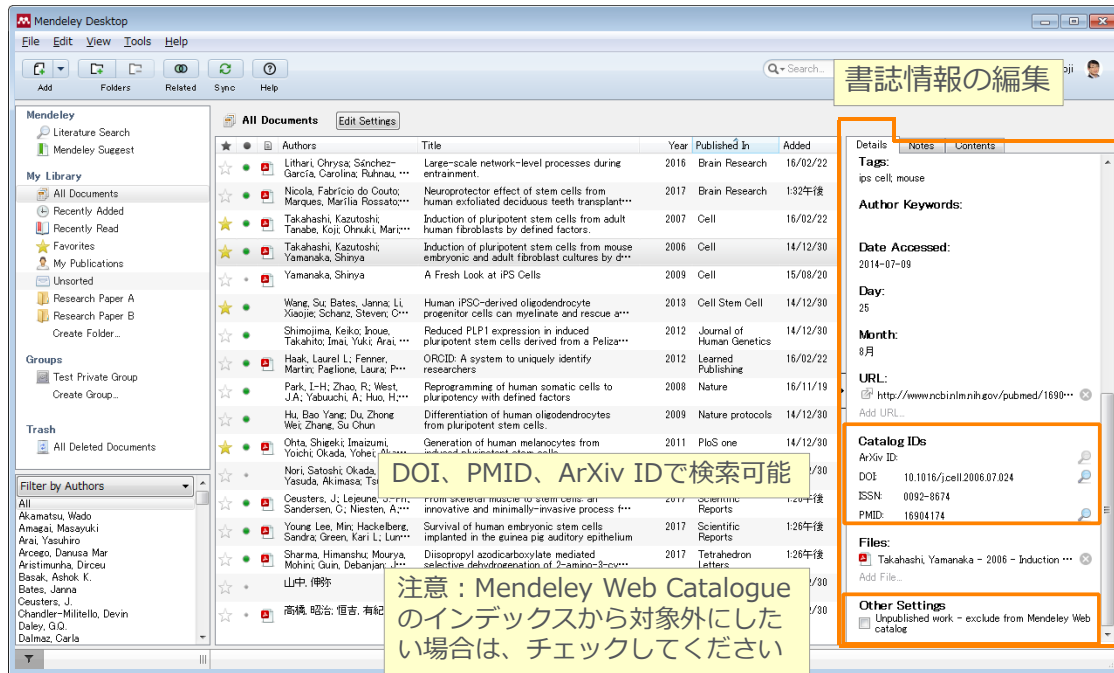 Mendeley Desktop
File Edit View Tools Help
Add Folders Related Sync Help
Search...
oji
書誌情報の編集
Mendeley
Literature Search
Mendeley Suggest
My Library
All Documents
Recently Added
Recently Read
Favorites
My Publications
Unsorted
Research Paper A
Research Paper B
Create Folder...
Groups
Test Private Group
Create Group...
Trash
All Deleted Documents
Filter by Authors
All
Akamatsu, Wado
Amagai, Masayuki
Arai, Yasuhiro
Arcego, Danusa Mar
Aristimunha, Dirceu
Basak, Ashok K.
Bates, Janna
Ceusters, J.
Chandler-Militello, Devin
Daley, G.Q.
Dalmaz, Carla
All Documents Edit Settings
Authors Title Year Published In Added
Lithari, Chrysa; Sánchez- Large-scale network-level processes during 2016 Brain Research 16/02/22
García, Carolina; Ruhnau, ··· entrainment.
Nicola, Fabrício do Couto; Neuroprotector effect of stem cells from 2017 Brain Research 1:32午後
Marques, Marília Rossato;··· human exfoliated deciduous teeth transplant···
Takahashi, Kazutoshi; Induction of pluripotent stem cells from adult 2007 Cell 16/02/22
Tanabe, Koji; Ohnuki, Mari;··· human fibroblasts by defined factors.
Takahashi, Kazutoshi; Induction of pluripotent stem cells from mouse 2006 Cell 14/12/30
Yamanaka, Shinya embryonic and adult fibroblast cultures by d···
Yamanaka, Shinya A Fresh Look at iPS Cells 2009 Cell 15/08/20
Wang, Su; Bates, Janna; Li, Human iPSC-derived oligodendrocyte 2013 Cell Stem Cell 14/12/30
Xiaojie; Schanz, Steven; C··· progenitor cells can myelinate and rescue a···
Shimojima, Keiko; Inoue, Reduced PLP1 expression in induced 2012 Journal of 14/12/30
Takahito; Imai, Yuki; Arai, ··· pluripotent stem cells derived from a Peliza··· Human Genetics
Haak, Laurel L; Fenner, ORCID: A system to uniquely identify 2012 Learned 16/02/22
Martin; Paglione, Laura; P··· researchers Publishing
Park, I-H; Zhao, R; West, Reprogramming of human somatic cells to 2008 Nature 16/11/19
J.A; Yabuuchi, A; Huo, H;··· pluripotency with defined factors
Hu, Bao Yang; Du, Zhong Differentiation of human oligodendrocytes 2009 Nature protocols 14/12/30
Wei; Zhang, Su Chun from pluripotent stem cells.
Ohta, Shigeki; Imaizumi, Generation of human melanocytes from 2011 PloS one 14/12/30
Yoichi; Okada, Yohei;
Nori, Satoshi; Okada, /30
Yasuda, Akimasa;
DOI、PMID、ArXiv IDで検索可能
Ceusters, J; Lejeune, 2017 Scientific 1:26午後
Sandersen, C; Niesten, A;··· innovative and minimally-invasive process f··· Reports
Young Lee, Min; Hackelberg, Survival of human embryonic stem cells 2017 Scientific 1:26午後
Sandra; Green, Kari L; Lun··· implanted in the guinea pig auditory epithelium Reports
Sharma, Himanshu; Mourya, Diisopropyl azodicarboxylate mediated 2017 Tetrahedron 1:26午後
Mohini; Guin, Debanjan; J··· selective dehydrogenation of 2-amino-3-cy··· Letters
山中, 伸弥 /30
高橋, 昭治; 恒吉, 有紀 /30
注意：Mendeley Web Catalogue
のインデックスから対象外にした
い場合は、チェックしてください
Details Notes Contents
Tags:
ips cell; mouse
Author Keywords:
Date Accessed:
2014-07-09
Day:
25
Month:
8月
URL:
http://www.ncbi.nlm.nih.gov/pubmed/1690···
Add URL...
Catalog IDs
ArXiv ID:
DOI: 10.1016/j.cell.2006.07.024
ISSN: 0092-8674
PMID: 16904174
Files:
Takahashi, Yamanaka - 2006 - Induction ···
Add File...
Other Settings
Unpublished work - exclude from Mendeley Web
catalog